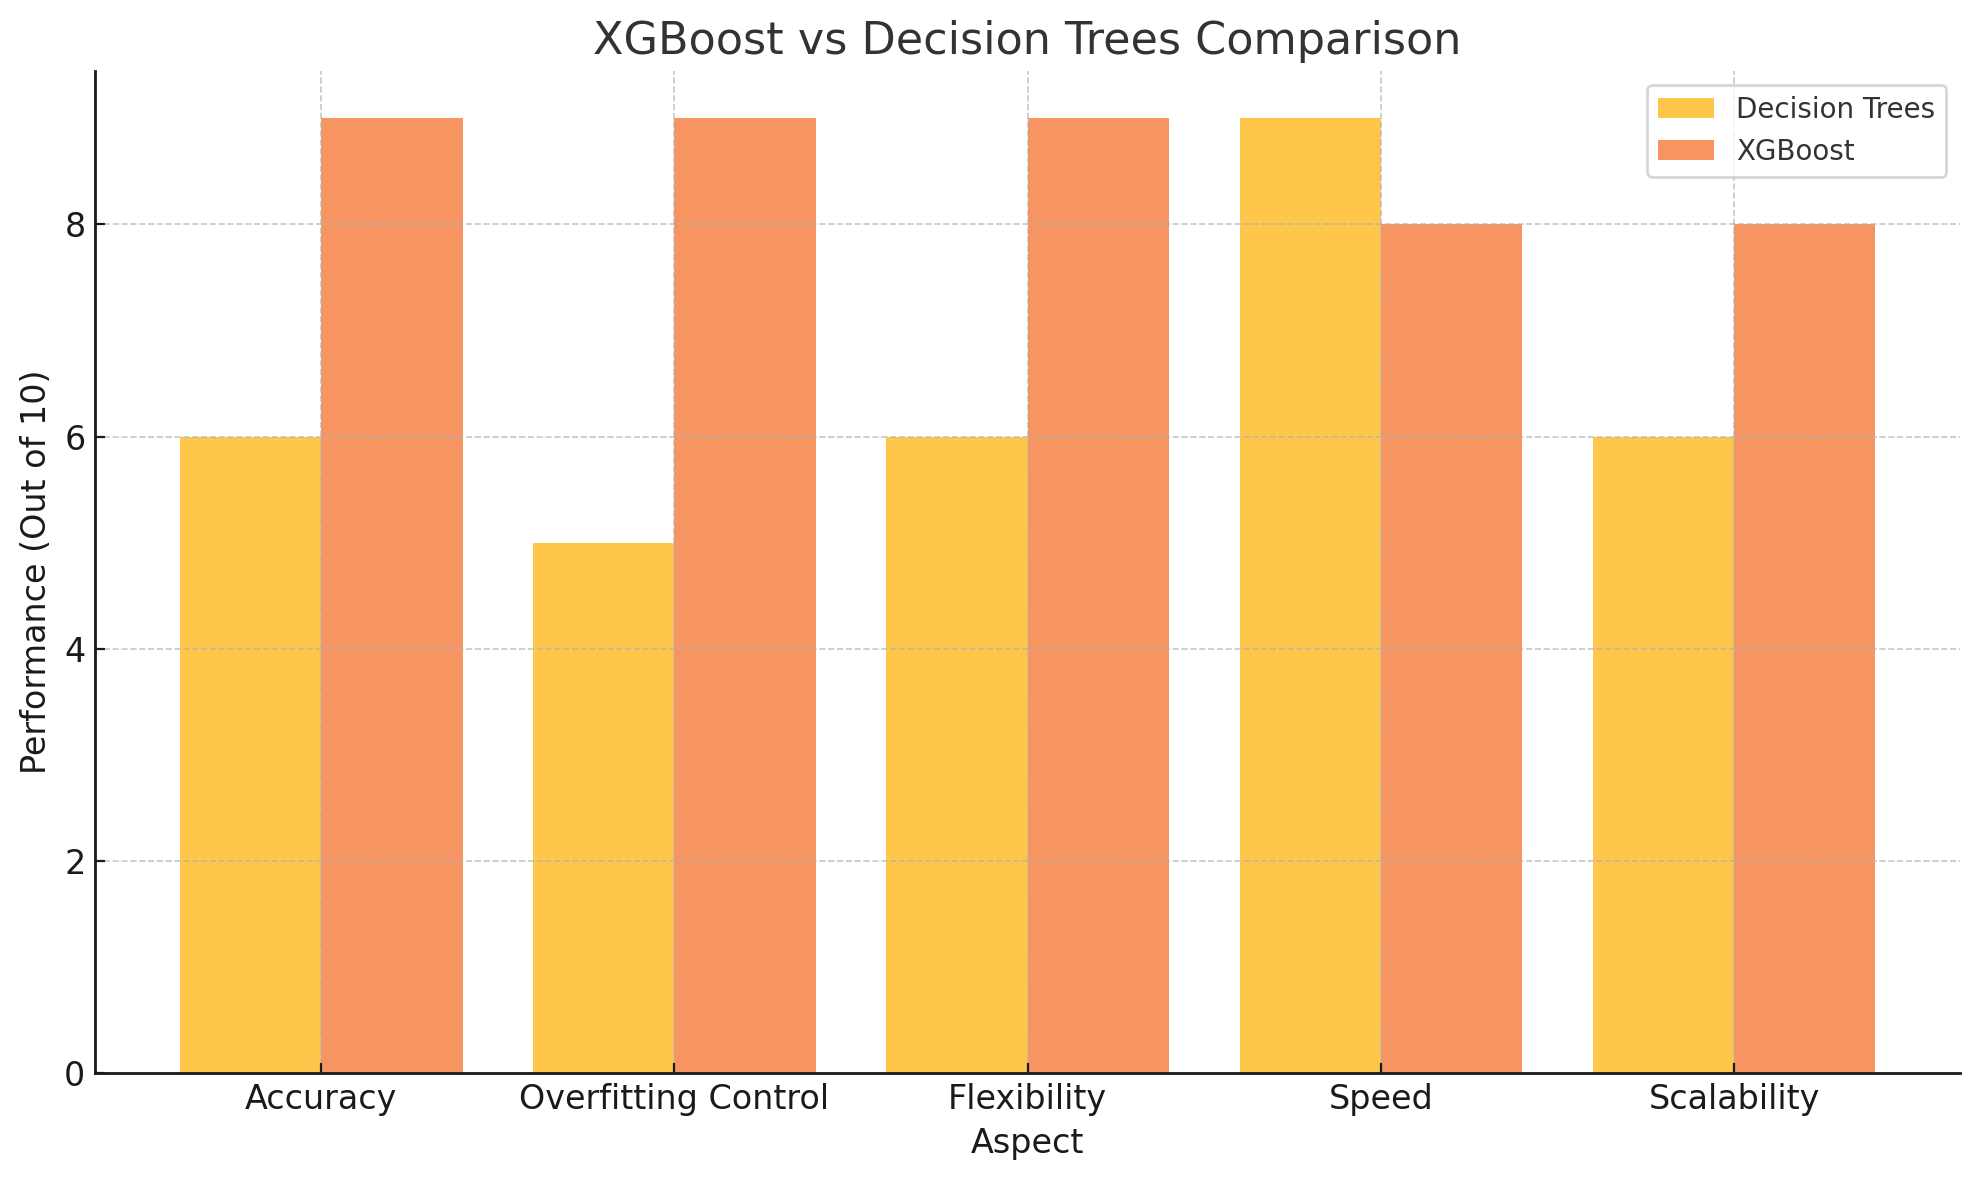 XGBoost vs Decision Trees Comparison
Decision Trees
XGBoost
Performance (Out of 10)
8
6
4
2
0
Accuracy
Overfitting Control
Flexibility
Speed
Scalability
Aspect